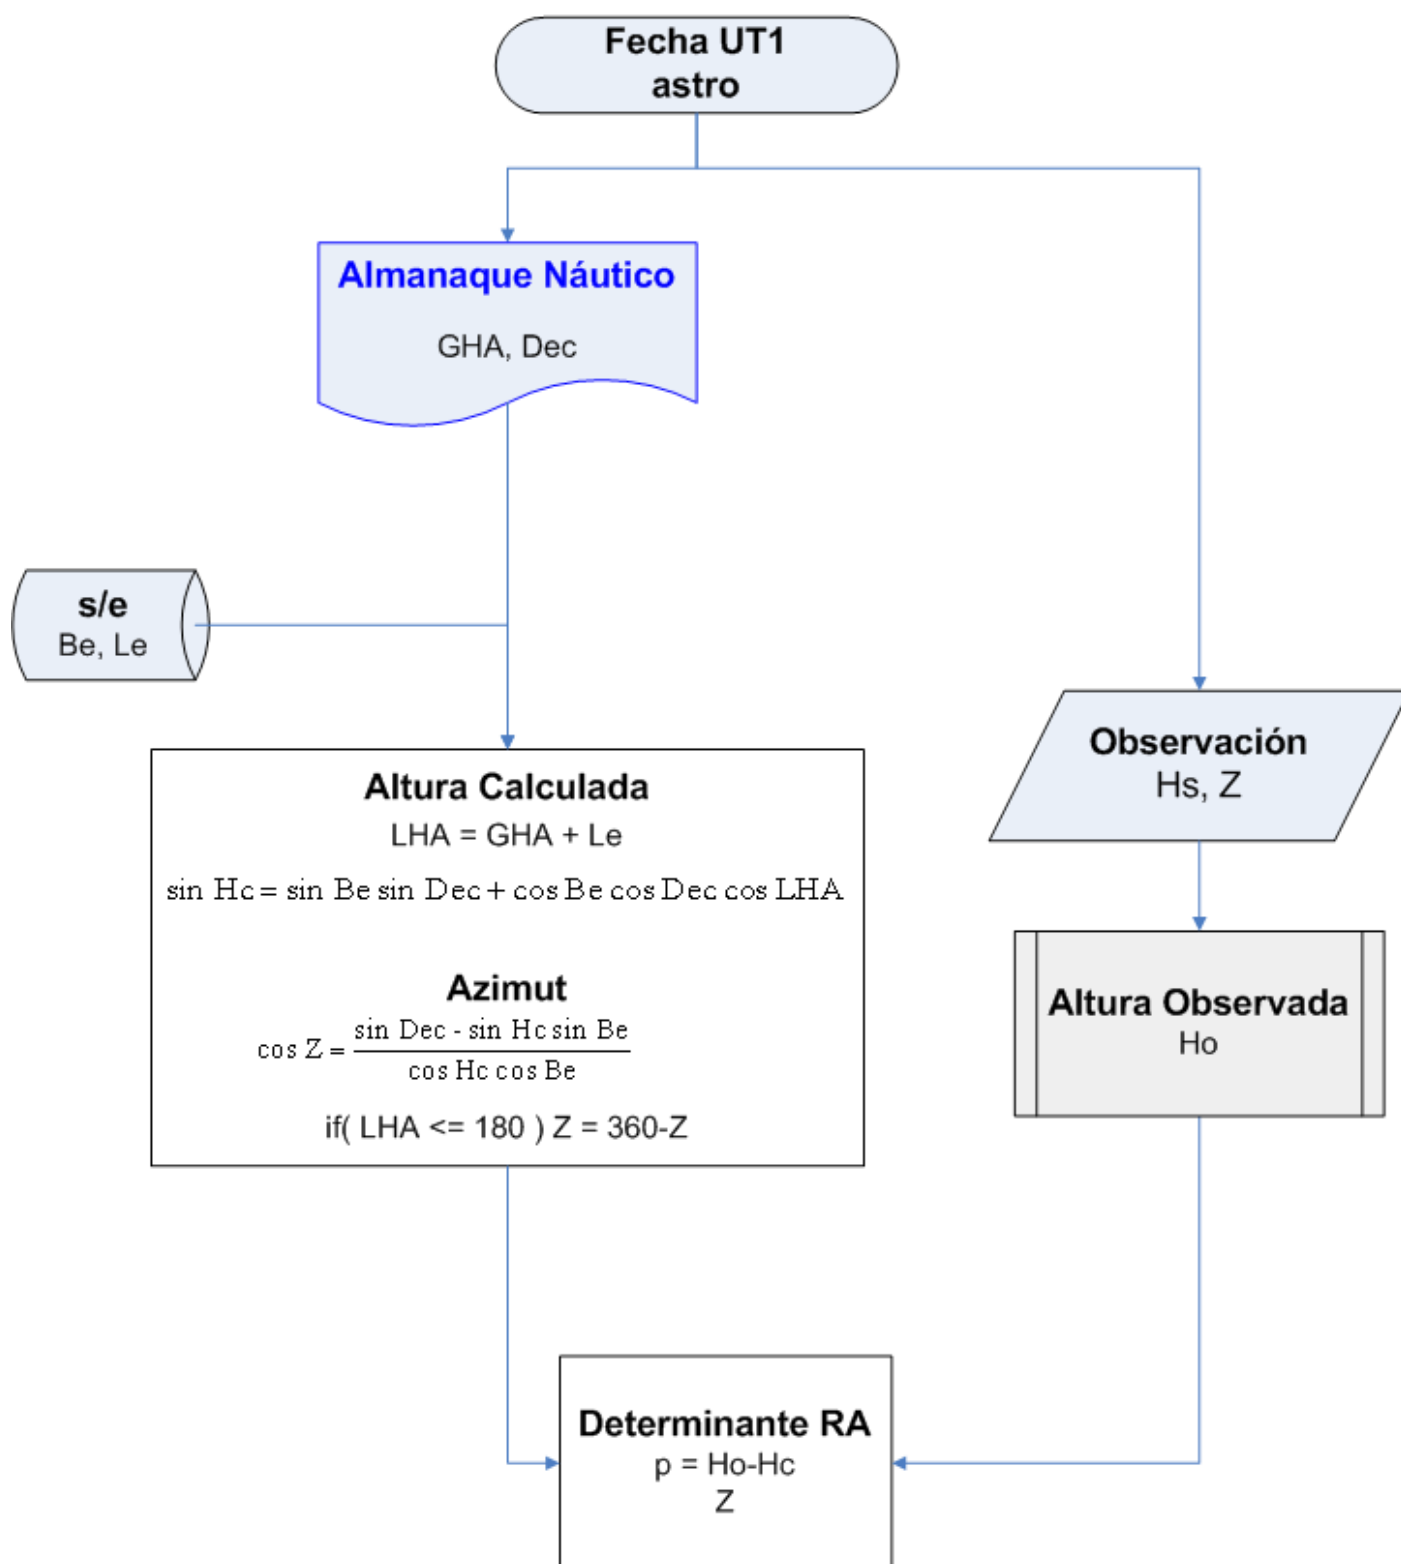 Fecha UT1
astro
Almanaque Náutico
GHA, Dec
s/e
Be, Le
Altura Calculada
LHA = GHA + Le
sin Hc = sin Be sin Dec + cos Be cos Dec cos LHA
Azimut
cos Z =
sin Dec - sin Hc sin Be
cos Hc cos Be
if( LHA <= 180 ) Z = 360-Z
Observación
Hs, Z
Altura Observada
Ho
Determinante RA
p = Ho-Hc
Z